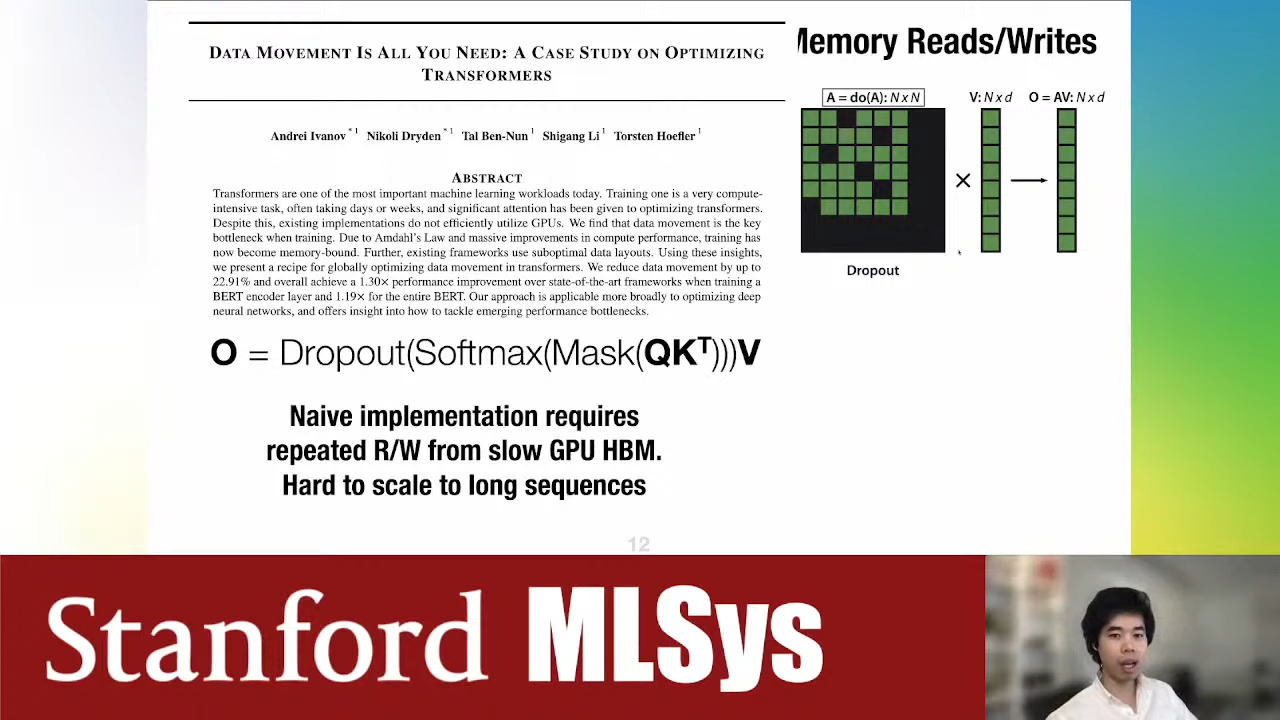 DATA MOVEMENT IS ALL YOU NEED: A CASE STUDY ON OPTIMIZING
TRANSFORMERS
Andrei Ivanov * 1 Nikoli Dryden * 1 Tal Ben-Nun 1 Shigang Li 1 Torsten Hoefler 1
ABSTRACT
Transformers are one of the most important machine learning workloads today. Training one is a very compute-
intensive task, often taking days or weeks, and significant attention has been given to optimizing transformers.
Despite this, existing implementations do not efficiently utilize GPUs. We find that data movement is the key
bottleneck when training. Due to Amdahl's Law and massive improvements in compute performance, training has
now become memory-bound. Further, existing frameworks use suboptimal data layouts. Using these insights,
we present a recipe for globally optimizing data movement in transformers. We reduce data movement by up to
22.91% and overall achieve a 1.30× performance improvement over state-of-the-art frameworks when training a
BERT encoder layer and 1.19× for the entire BERT. Our approach is applicable more broadly to optimizing deep
neural networks, and offers insight into how to tackle emerging performance bottlenecks.
O = Dropout(Softmax(Mask(QKᵀ)))V
Naive implementation requires
repeated R/W from slow GPU HBM.
Hard to scale to long sequences
Memory Reads/Writes
A = do(A): N x N
V: N x d
O = AV: N x d
×
Dropout
12
Stanford MLSys